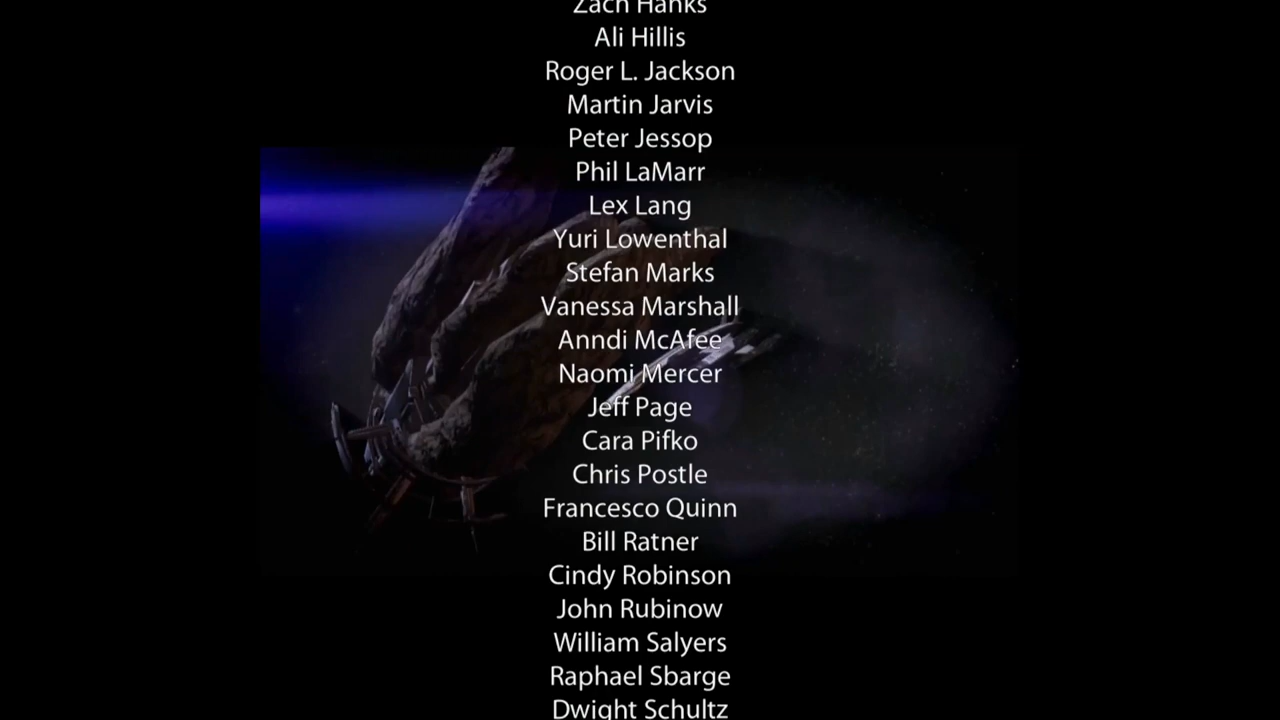 Zach Hanks
Ali Hillis
Roger L. Jackson
Martin Jarvis
Peter Jessop
Phil LaMarr
Lex Lang
Yuri Lowenthal
Stefan Marks
Vanessa Marshall
Anndi McAfee
Naomi Mercer
Jeff Page
Cara Pifko
Chris Postle
Francesco Quinn
Bill Ratner
Cindy Robinson
John Rubinow
William Salyers
Raphael Sbarge
Dwight Schultz